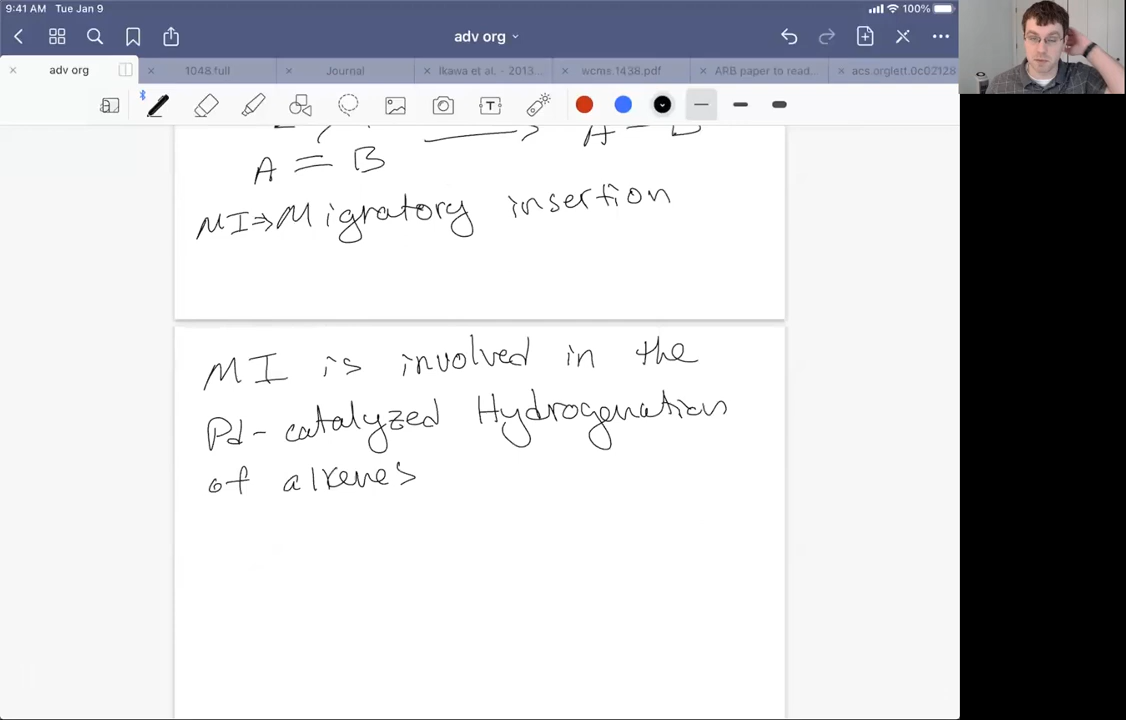 9:41 AM Tue Jan 9
100%
adv org
adv org
1048.full
Journal
Ikawa et al. - 2013...
wcms.1438.pdf
ARB paper to read...
acs.orglett.0c02128
T
A = B
A - B
MI⇒Migratory insertion
MI is involved in the
Pd-catalyzed Hydrogenation
of alkenes